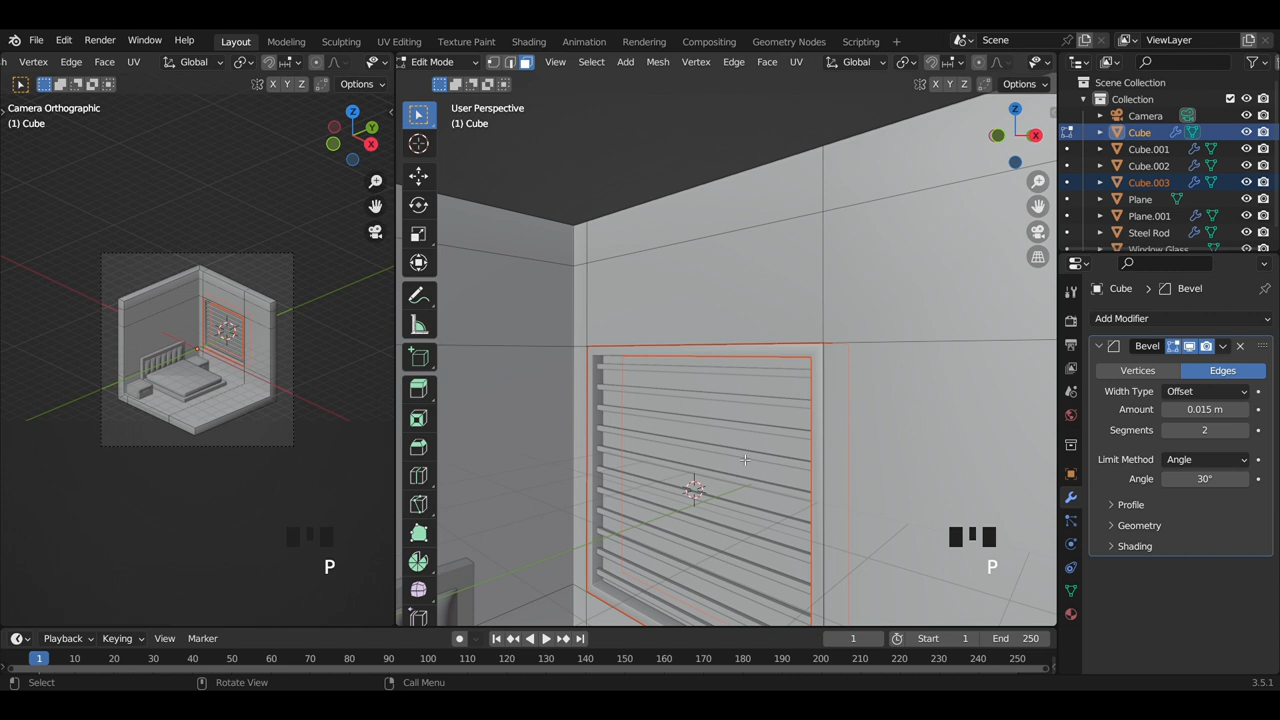 File Edit Render Window Help Layout Modeling Sculpting UV Editing Texture Paint Shading Animation Rendering Compositing Geometry Nodes Scripting + Scene ViewLayer
Vertex Edge Face UV Global
Edit Mode View Select Add Mesh Vertex Edge Face UV Global
X Y Z Options
X Y Z Options
Camera Orthographic
(1) Cube
Z
Y
X
User Perspective
(1) Cube
Z
X
Scene Collection
Collection
Camera
Cube
Cube.001
Cube.002
Cube.003
Plane
Plane.001
Steel Rod
Window Glass
Cube > Bevel
Add Modifier
Bevel
Vertices Edges
Width Type Offset
Amount 0.015 m
Segments 2
Limit Method Angle
Angle 30°
Profile
Geometry
Shading
P
P
Playback Keying View Marker 1 Start 1 End 250
1 10 20 30 40 50 60 70 80 90 100 110 120 130 140 150 160 170 180 190 200 210 220 230 240 250
Select Rotate View Call Menu 3.5.1